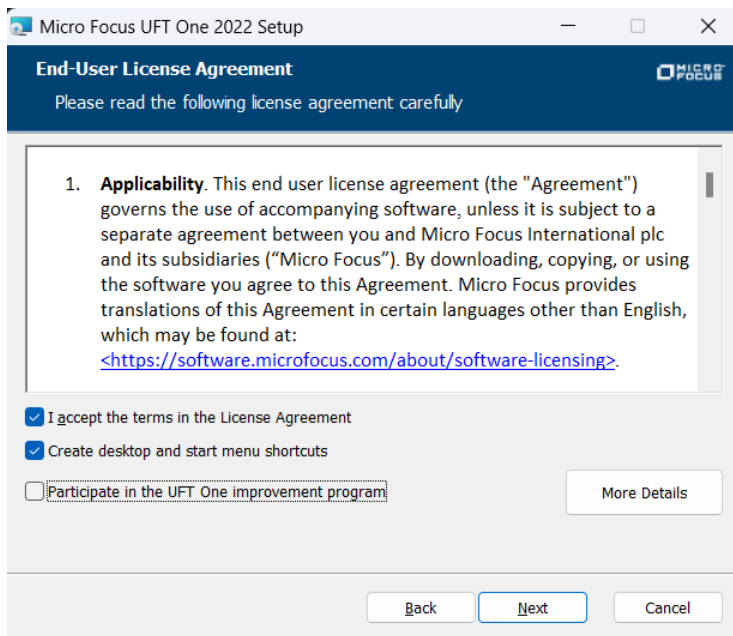 Micro Focus UFT One 2022 Setup
End-User License Agreement
MICRO
FOCUS
Please read the following license agreement carefully
1. Applicability. This end user license agreement (the "Agreement")
governs the use of accompanying software, unless it is subject to a
separate agreement between you and Micro Focus International plc
and its subsidiaries (“Micro Focus”). By downloading, copying, or using
the software you agree to this Agreement. Micro Focus provides
translations of this Agreement in certain languages other than English,
which may be found at:
<https://software.microfocus.com/about/software-licensing>.
I accept the terms in the License Agreement
Create desktop and start menu shortcuts
Participate in the UFT One improvement program
More Details
Back
Next
Cancel